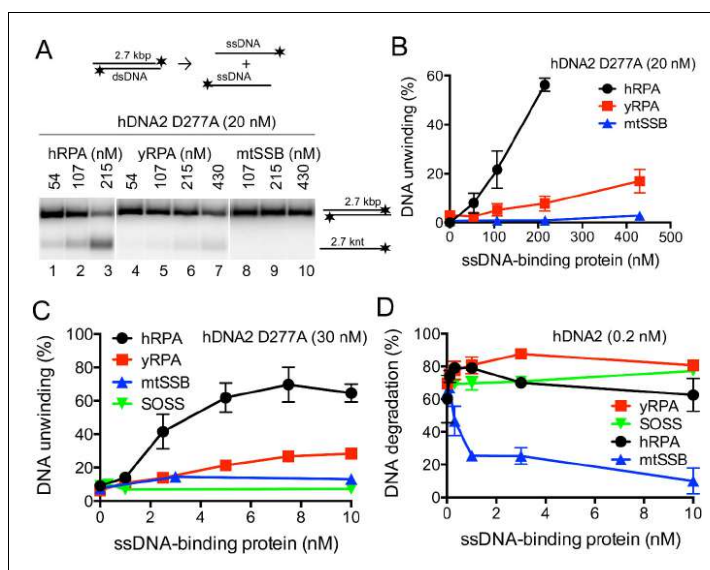 A
2.7 kbp
dsDNA
ssDNA
+
ssDNA
hDNA2 D277A (20 nM)
hRPA (nM) yRPA (nM) mtSSB (nM)
54 107 215 54 107 215 430 107 215 430
2.7 kbp
2.7 knt
1 2 3 4 5 6 7 8 9 10
B
hDNA2 D277A (20 nM)
hRPA
yRPA
mtSSB
DNA unwinding (%)
60
40
20
0
0 100 200 300 400 500
ssDNA-binding protein (nM)
C
hDNA2 D277A (30 nM)
hRPA
yRPA
mtSSB
SOSS
DNA unwinding (%)
100
80
60
40
20
0
0 2 4 6 8 10
ssDNA-binding protein (nM)
D
hDNA2 (0.2 nM)
yRPA
SOSS
hRPA
mtSSB
DNA degradation (%)
100
80
60
40
20
0
0 2 4 6 8 10
ssDNA-binding protein (nM)